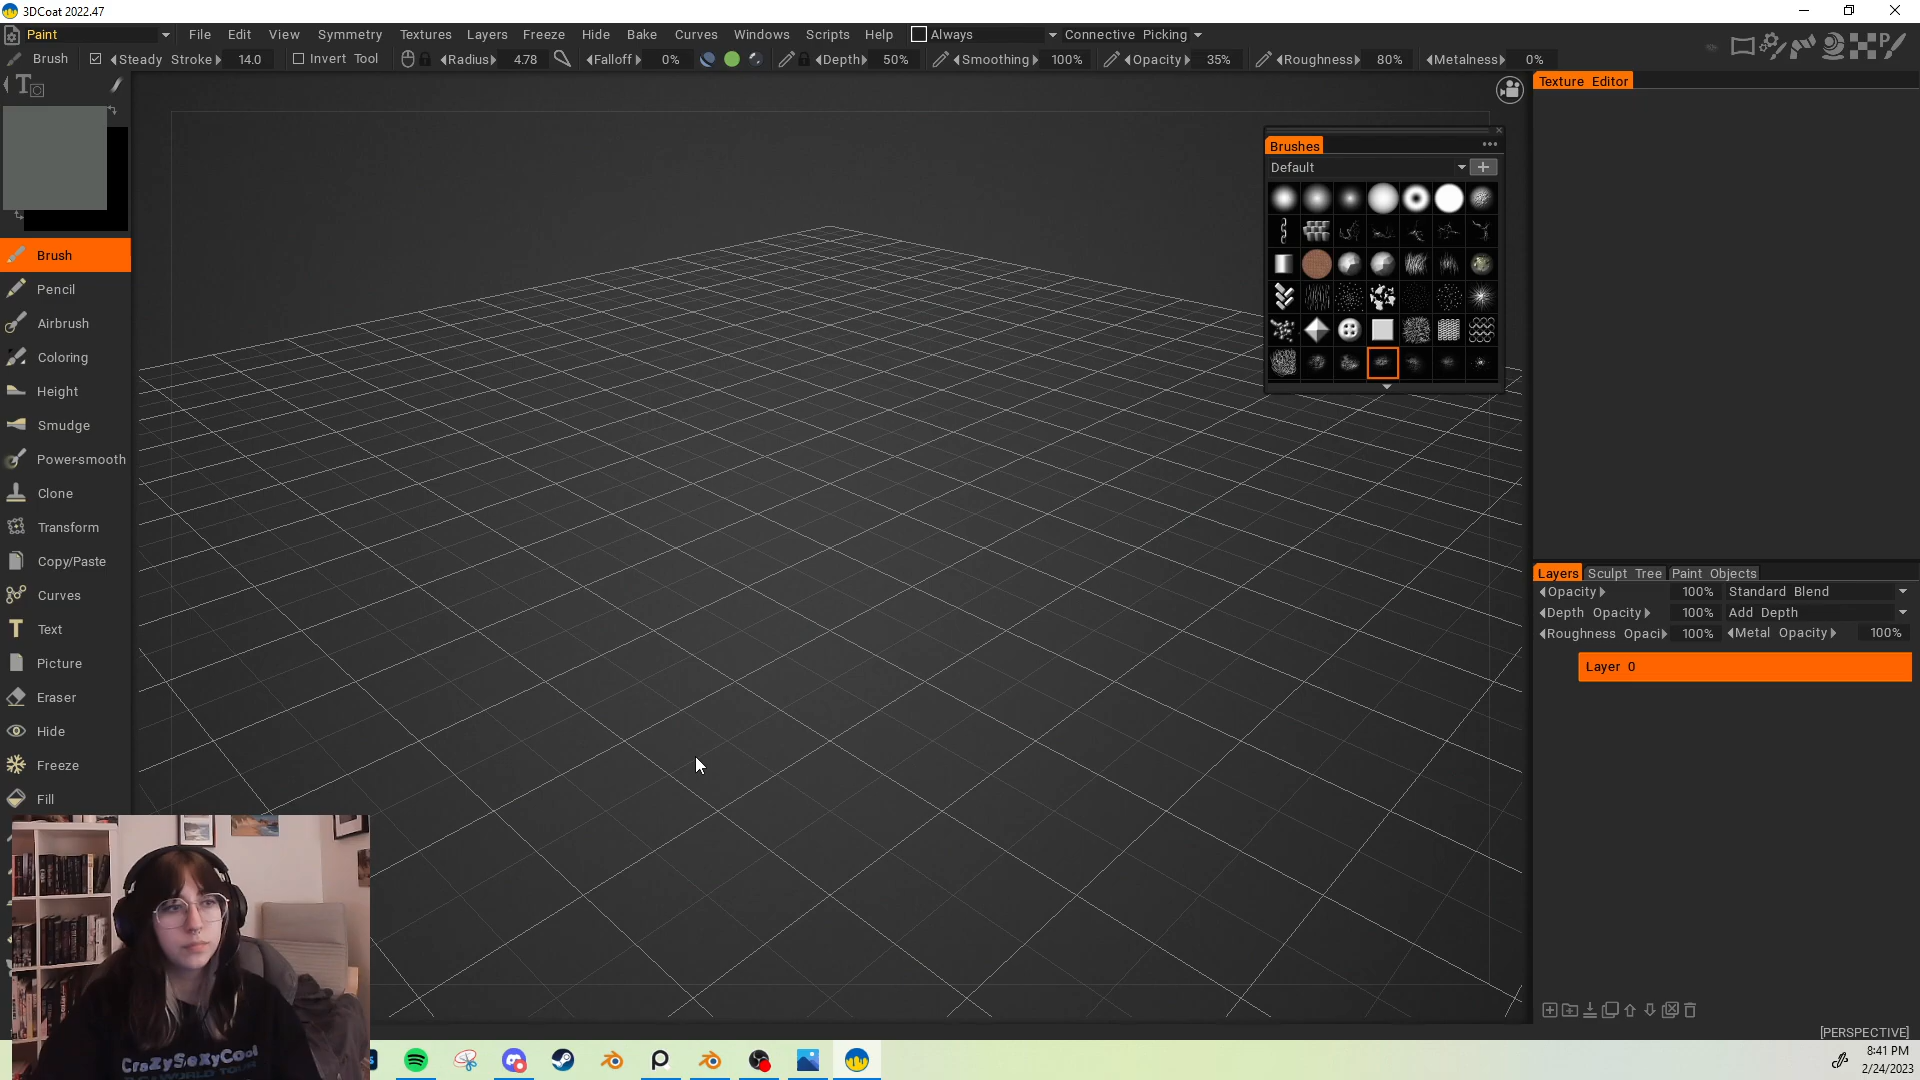 3DCoat 2022.47
Paint File Edit View Symmetry Textures Layers Freeze Hide Bake Curves Windows Scripts Help Always Connective Picking
Brush Steady Stroke 14.0 Invert Tool Radius 4.78 Falloff 0% Depth 50% Smoothing 100% Opacity 35% Roughness 80% Metalness 0%
Texture Editor
Brushes
Default
Brush
Pencil
Airbrush
Coloring
Height
Smudge
Power-smooth
Clone
Transform
Copy/Paste
Curves
Text
Picture
Eraser
Hide
Freeze
Fill
Layers Sculpt Tree Paint Objects
Opacity 100% Standard Blend
Depth Opacity 100% Add Depth
Roughness Opaci 100% Metal Opacity 100%
Layer 0
[PERSPECTIVE]
CrazySexyCool
WORLD TOUR
8:41 PM
2/24/2023